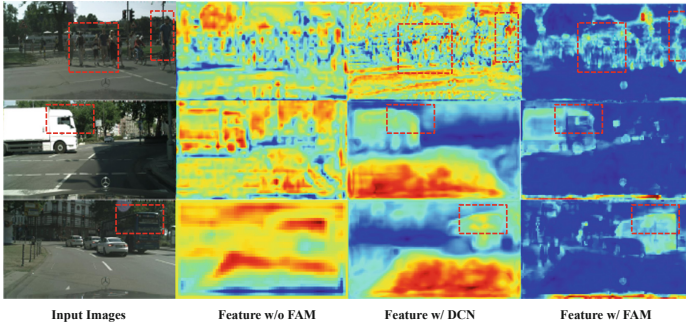 Input Images
Feature w/o FAM
Feature w/ DCN
Feature w/ FAM